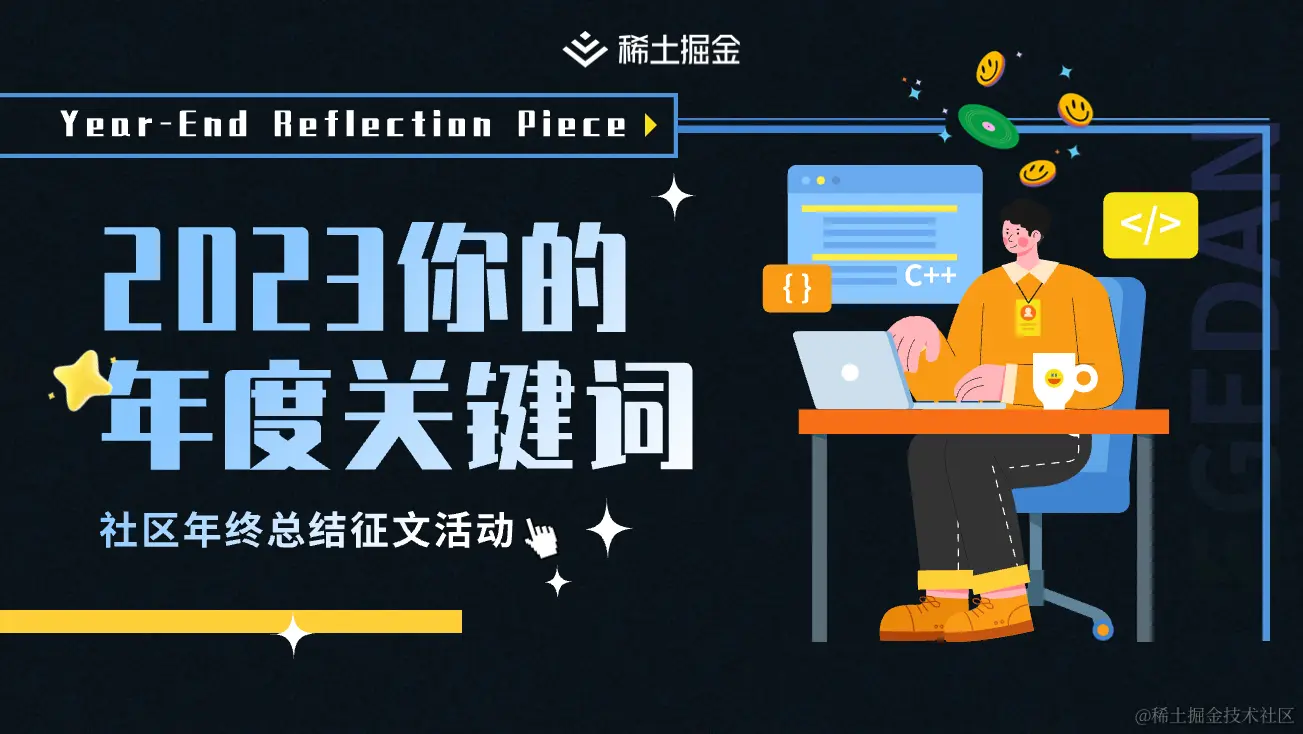 稀土掘金
Year-End Reflection Piece
2023你的
年度关键词
社区年终总结征文活动
C++
{ }
</>
GEDAN
@稀土掘金技术社区